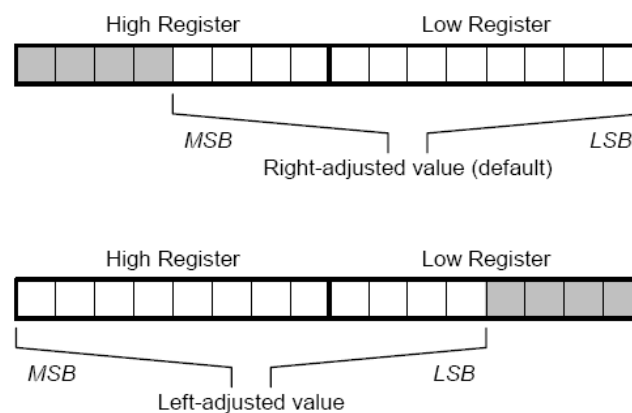 High Register Low Register
MSB LSB
Right-adjusted value (default)
High Register Low Register
MSB LSB
Left-adjusted value